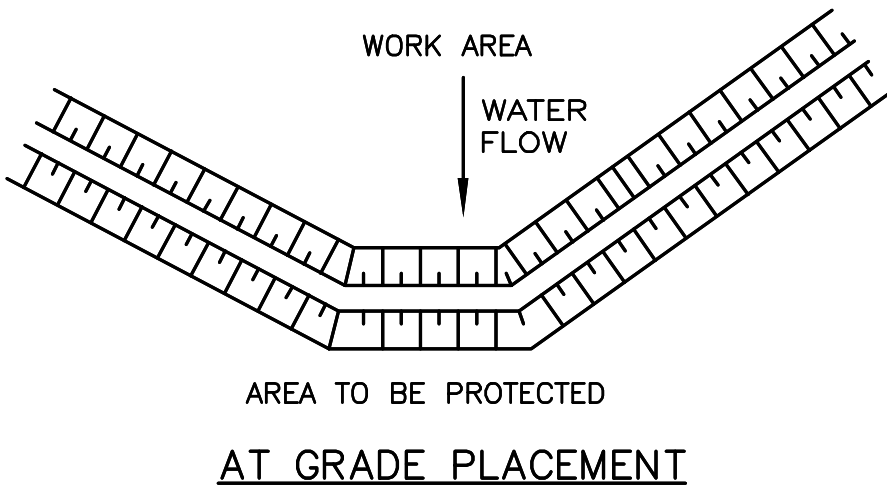 WORK AREA
WATER
FLOW
AREA TO BE PROTECTED
AT GRADE PLACEMENT